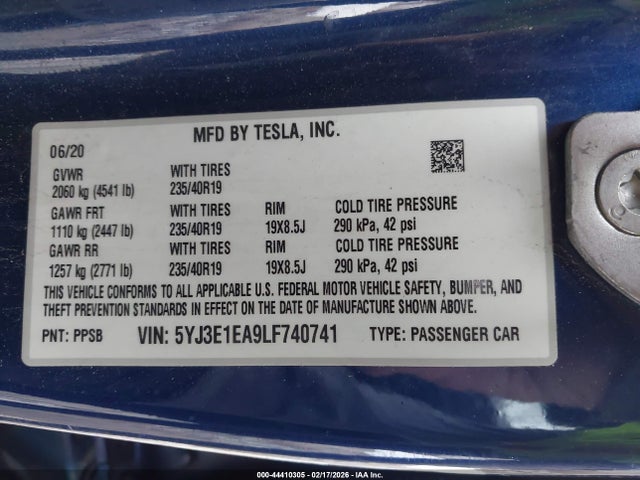 MFD BY TESLA, INC.
06/20
GVWR WITH TIRES
2060 kg (4541 lb) 235/40R19
GAWR FRT WITH TIRES RIM COLD TIRE PRESSURE
1110 kg (2447 lb) 235/40R19 19X8.5J 290 kPa, 42 psi
GAWR RR WITH TIRES RIM COLD TIRE PRESSURE
1257 kg (2771 lb) 235/40R19 19X8.5J 290 kPa, 42 psi
THIS VEHICLE CONFORMS TO ALL APPLICABLE U.S. FEDERAL MOTOR VEHICLE SAFETY, BUMPER, AND
THEFT PREVENTION STANDARDS IN EFFECT ON THE DATE OF MANUFACTURE SHOWN ABOVE.
PNT: PPSB VIN: 5YJ3E1EA9LF740741 TYPE: PASSENGER CAR
000-44410305 - 02/17/2026 - IAA Inc.